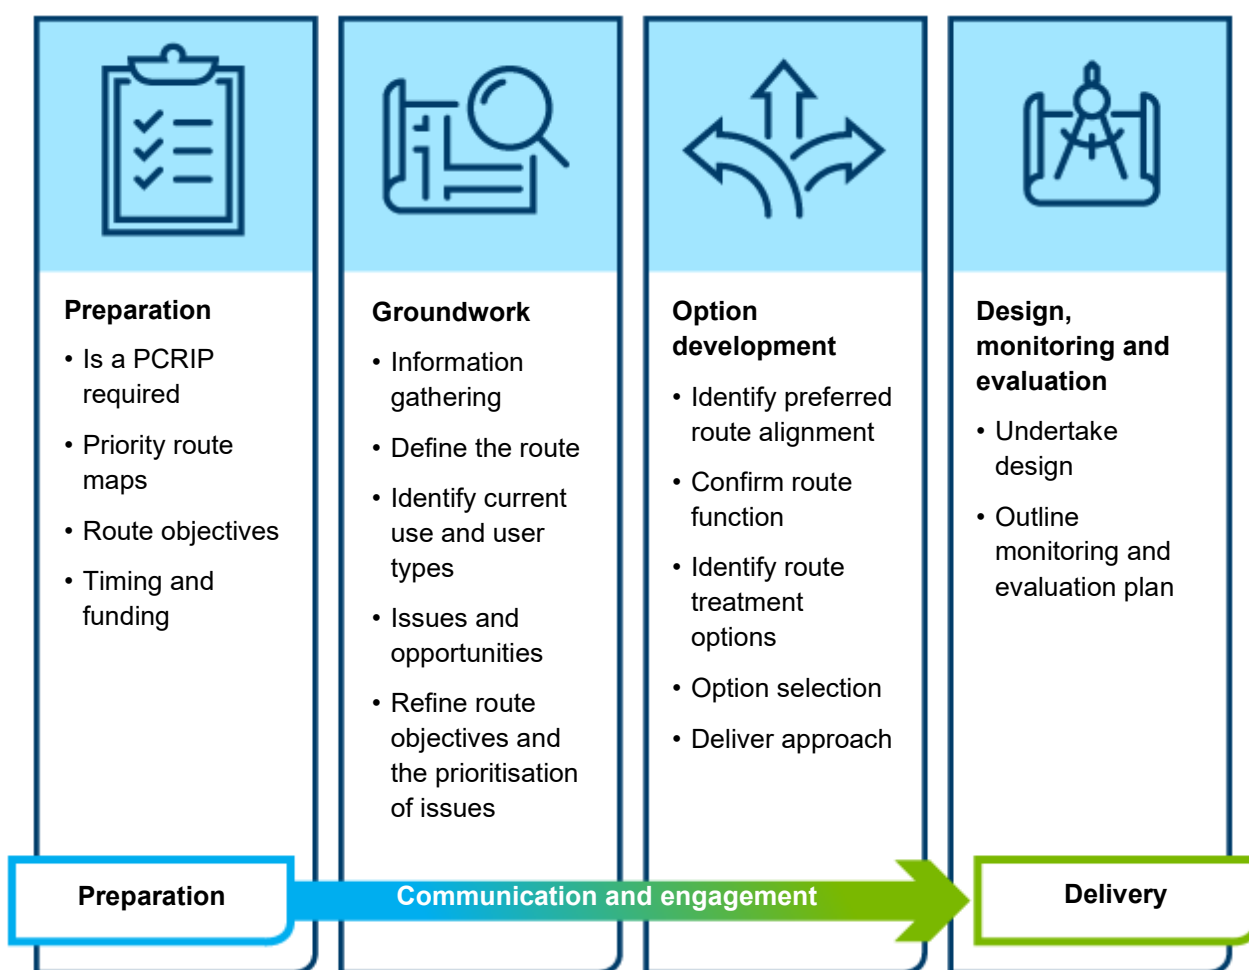 Preparation
• Is a PCRIP
required
• Priority route
maps
• Route objectives
• Timing and
funding
Groundwork
• Information
gathering
• Define the route
• Identify current
use and user
types
• Issues and
opportunities
• Refine route
objectives and
the prioritisation
of issues
Option
development
• Identify preferred
route alignment
• Confirm route
function
• Identify route
treatment
options
• Option selection
• Deliver approach
Design,
monitoring and
evaluation
• Undertake
design
• Outline
monitoring and
evaluation plan
Preparation
Communication and engagement
Delivery